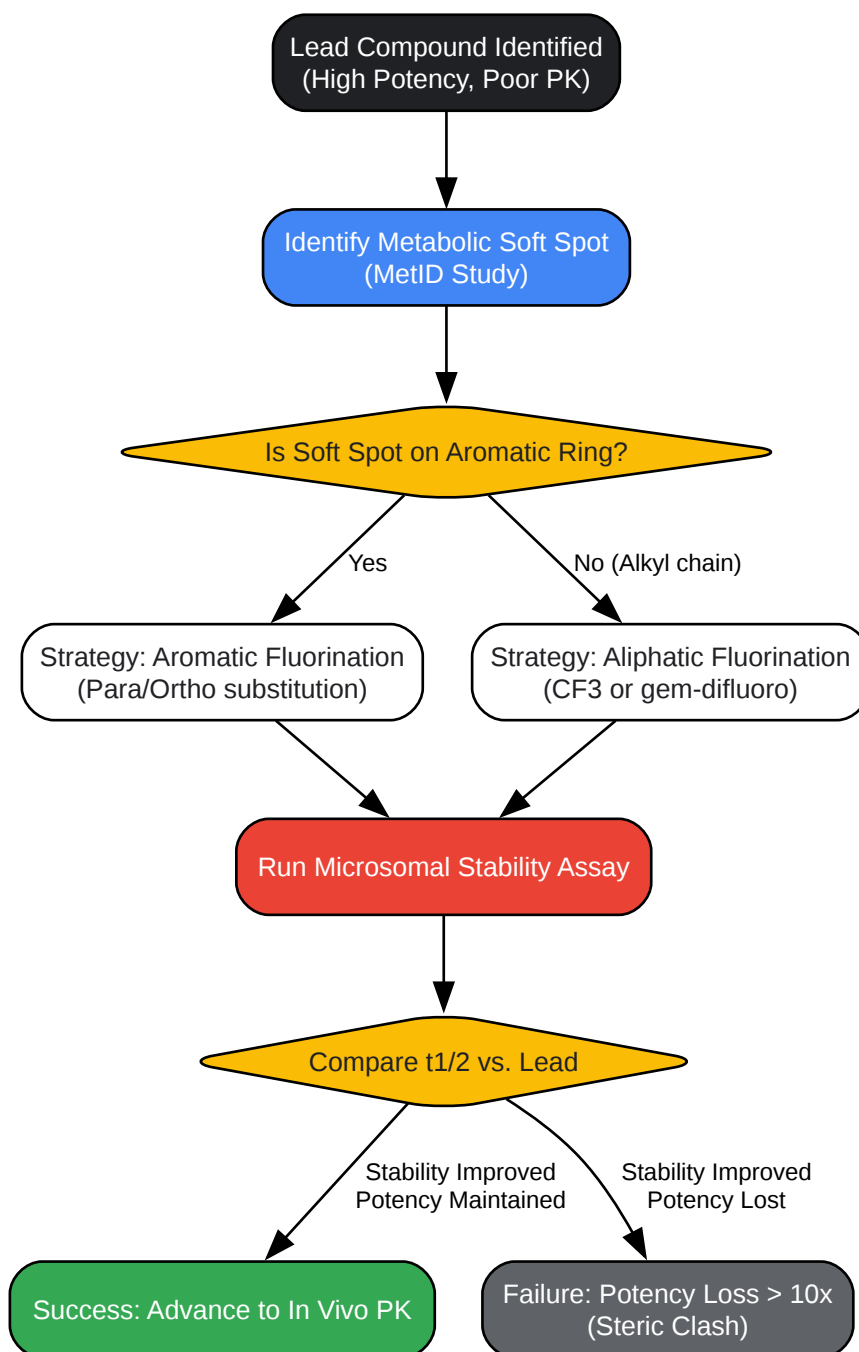 Lead Compound Identified
(High Potency, Poor PK)
Identify Metabolic Soft Spot
(MetID Study)
Is Soft Spot on Aromatic Ring?
Yes
No (Alkyl chain)
Strategy: Aromatic Fluorination
(Para/Ortho substitution)
Strategy: Aliphatic Fluorination
(CF3 or gem-difluoro)
Run Microsomal Stability Assay
Compare t1/2 vs. Lead
Stability Improved
Potency Maintained
Stability Improved
Potency Lost
Success: Advance to In Vivo PK
Failure: Potency Loss > 10x
(Steric Clash)